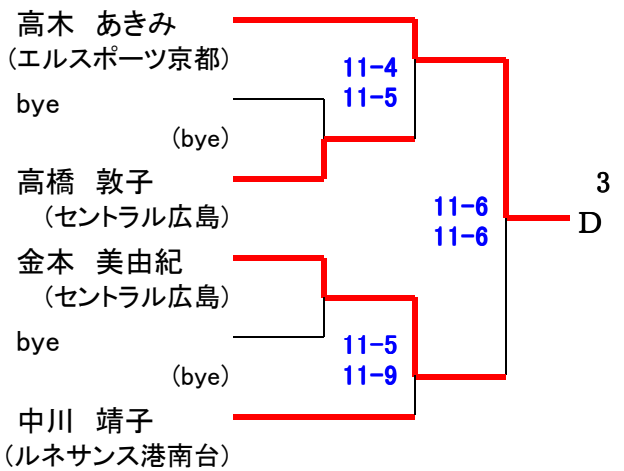 高木 あきみ
(エルスポーツ京都)
11-4
11-5
bye
(bye)
高橋 敦子
(セントラル広島)
11-6
11-6
3
D
金本 美由紀
(セントラル広島)
bye
(bye)
11-5
11-9
中川 靖子
(ルネサンス港南台)